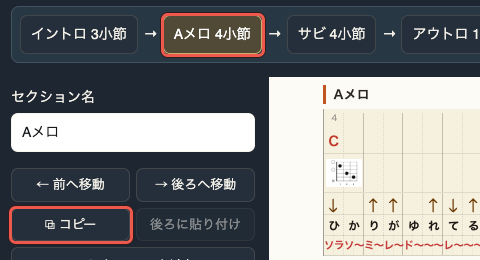 イントロ 3小節 → Aメロ 4小節 → サビ 4小節 → アウトロ 1
セクション名
Aメロ
Aメロ
← 前へ移動 → 後ろへ移動
コピー 後ろに貼り付け
4
C
↓ ↑ ↑ ↑ ↓ ↑
ひ か り が ゆ れ て る
ソラソ〜ミ〜レ〜ド〜〜〜レ〜〜〜